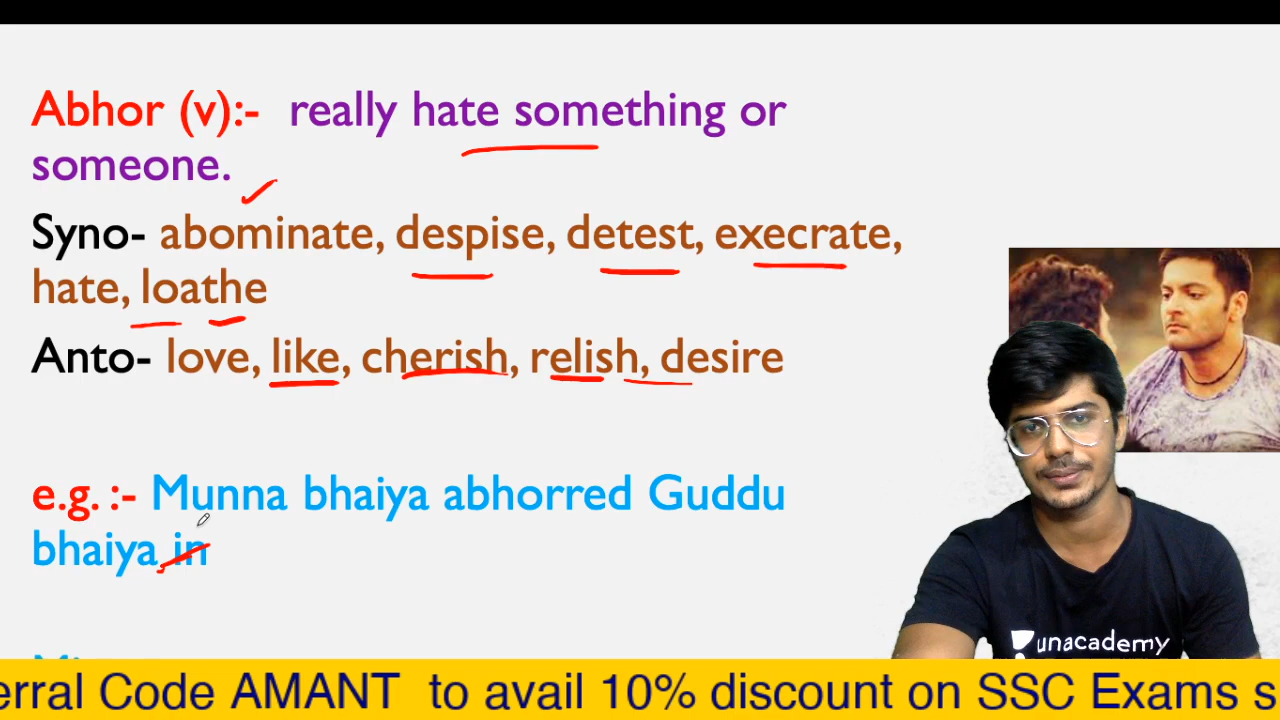 Abhor (v):- really hate something or
someone.
Syno- abominate, despise, detest, execrate,
hate, loathe
Anto- love, like, cherish, relish, desire
e.g. :- Munna bhaiya abhorred Guddu
bhaiya in
unacademy
erral Code AMANT to avail 10% discount on SSC Exams s